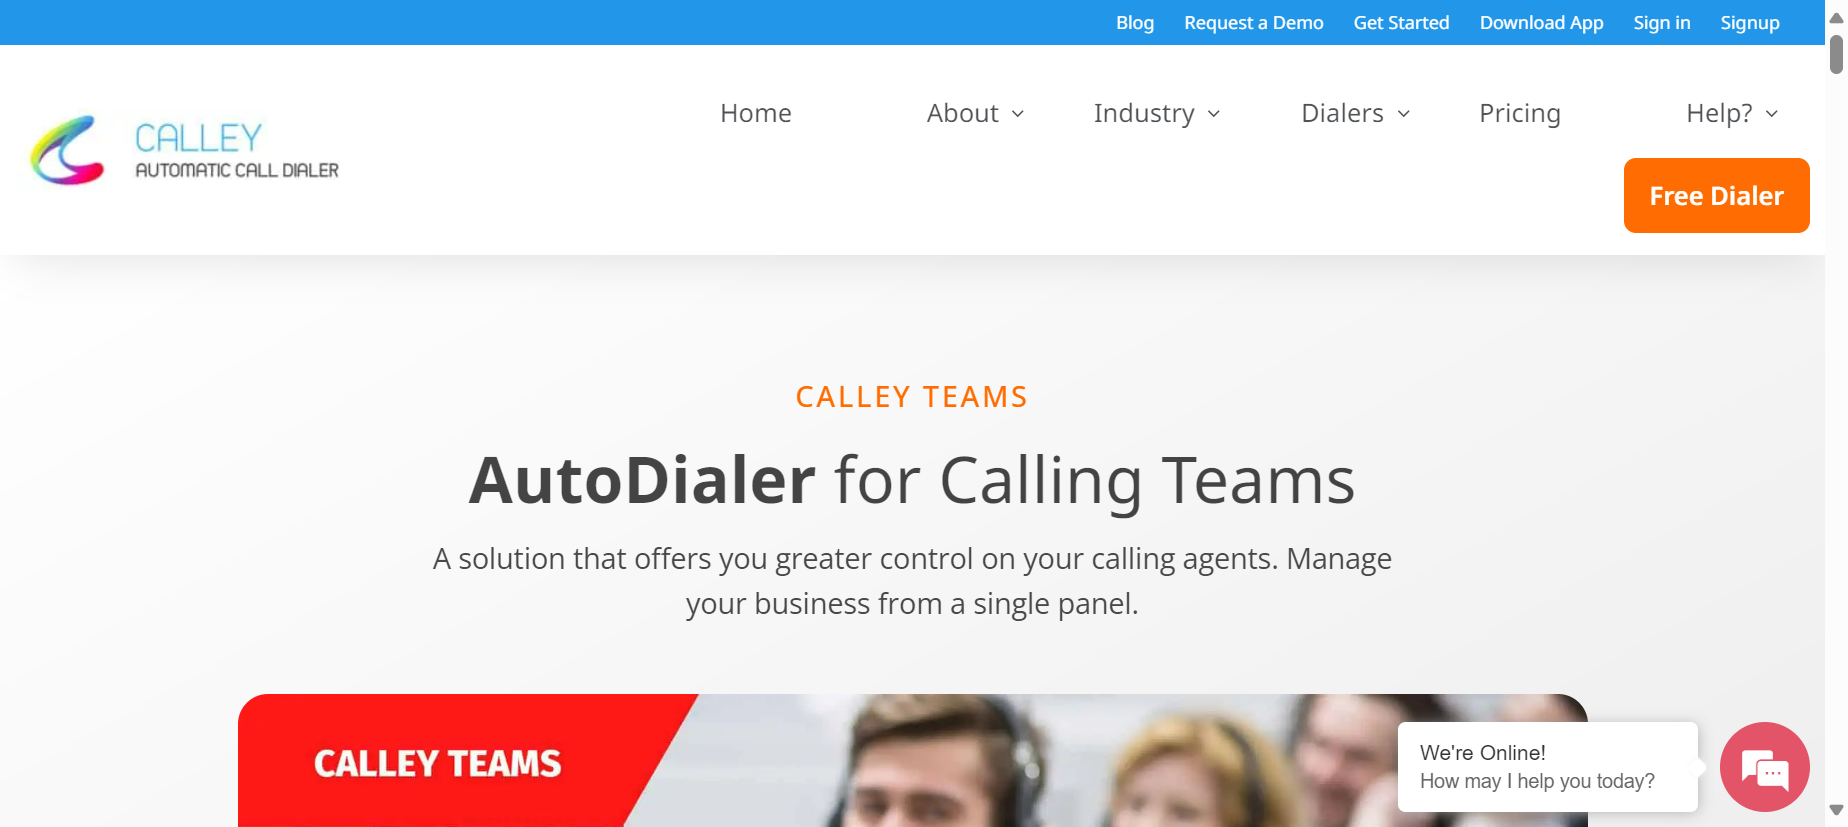 Blog Request a Demo Get Started Download App Sign in Signup
CALLEY
AUTOMATIC CALL DIALER
Home About Industry Dialers Pricing Help?
Free Dialer
CALLEY TEAMS
AutoDialer for Calling Teams
A solution that offers you greater control on your calling agents. Manage
your business from a single panel.
CALLEY TEAMS
We're Online!
How may I help you today?